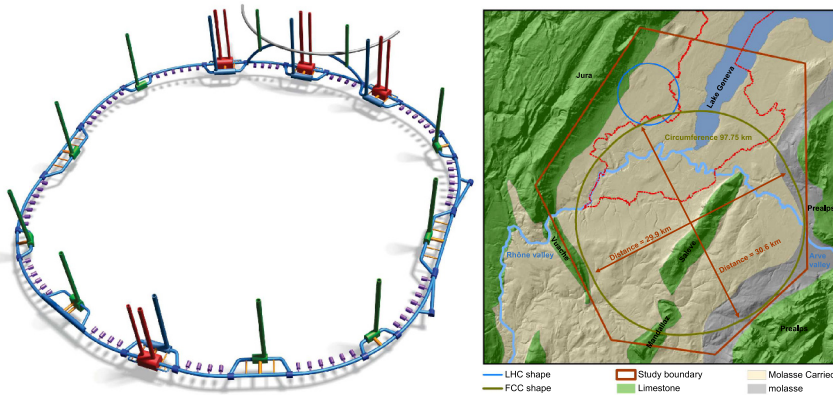 Jura
Lake Geneva
Circumference 97.75 km
Prealps
Vuache
Distance = 29.9 km
Salève
Distance = 30.6 km
Rhône valley
Arve
valley
Mandallaz
Prealps
LHC shape
Study boundary
Molasse Carried
FCC shape
Limestone
molasse